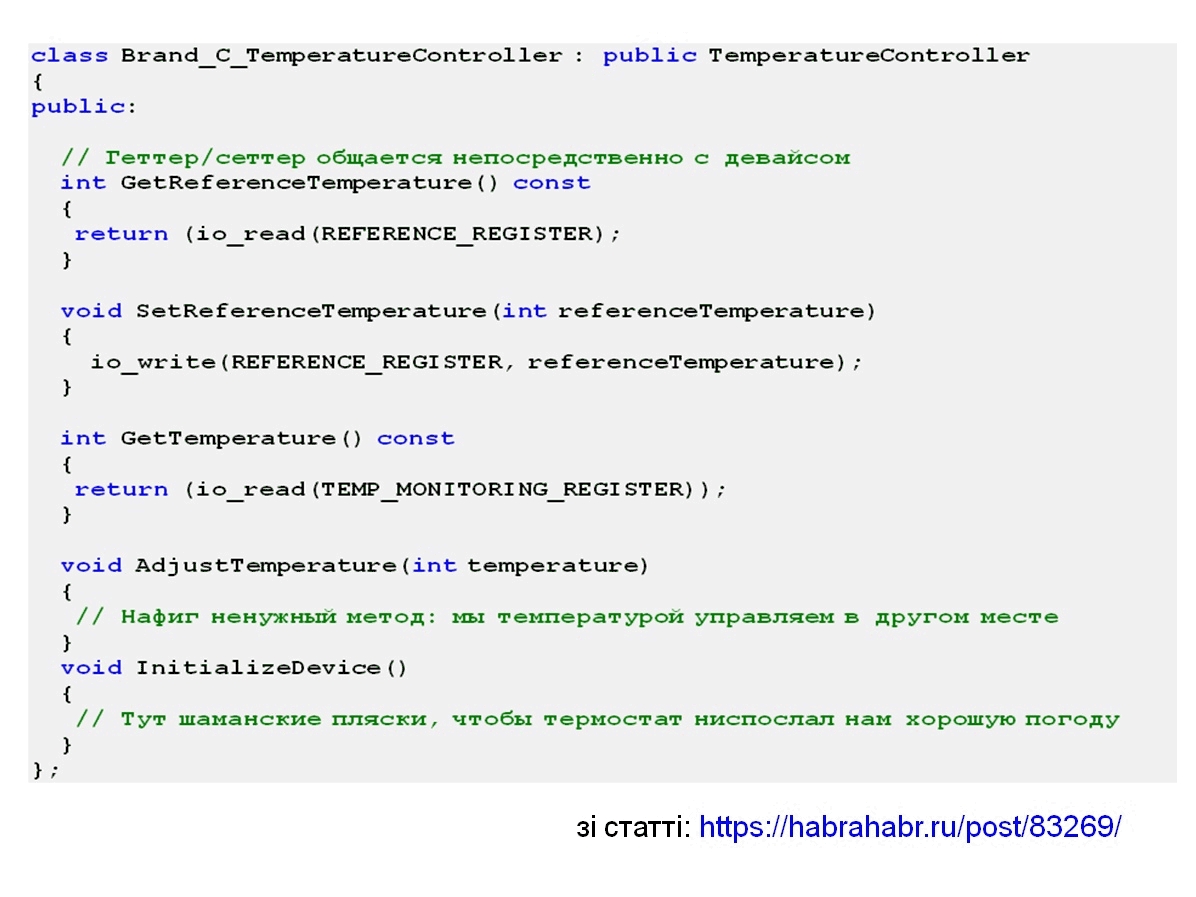 class Brand_C_TemperatureController : public TemperatureController
{
public:
// Геттер/сеттер общается непосредственно с девайсом
int GetReferenceTemperature() const
{
return (io_read(REFERENCE_REGISTER);
}
void SetReferenceTemperature(int referenceTemperature)
{
io_write(REFERENCE_REGISTER, referenceTemperature);
}
int GetTemperature() const
{
return (io_read(TEMP_MONITORING_REGISTER));
}
void AdjustTemperature(int temperature)
{
// Нафиг ненужный метод: мы температурой управляем в другом месте
}
void InitializeDevice()
{
// Тут шаманские пляски, чтобы термостат ниспослал нам хорошую погоду
}
};
зі статті: https://habrahabr.ru/post/83269/